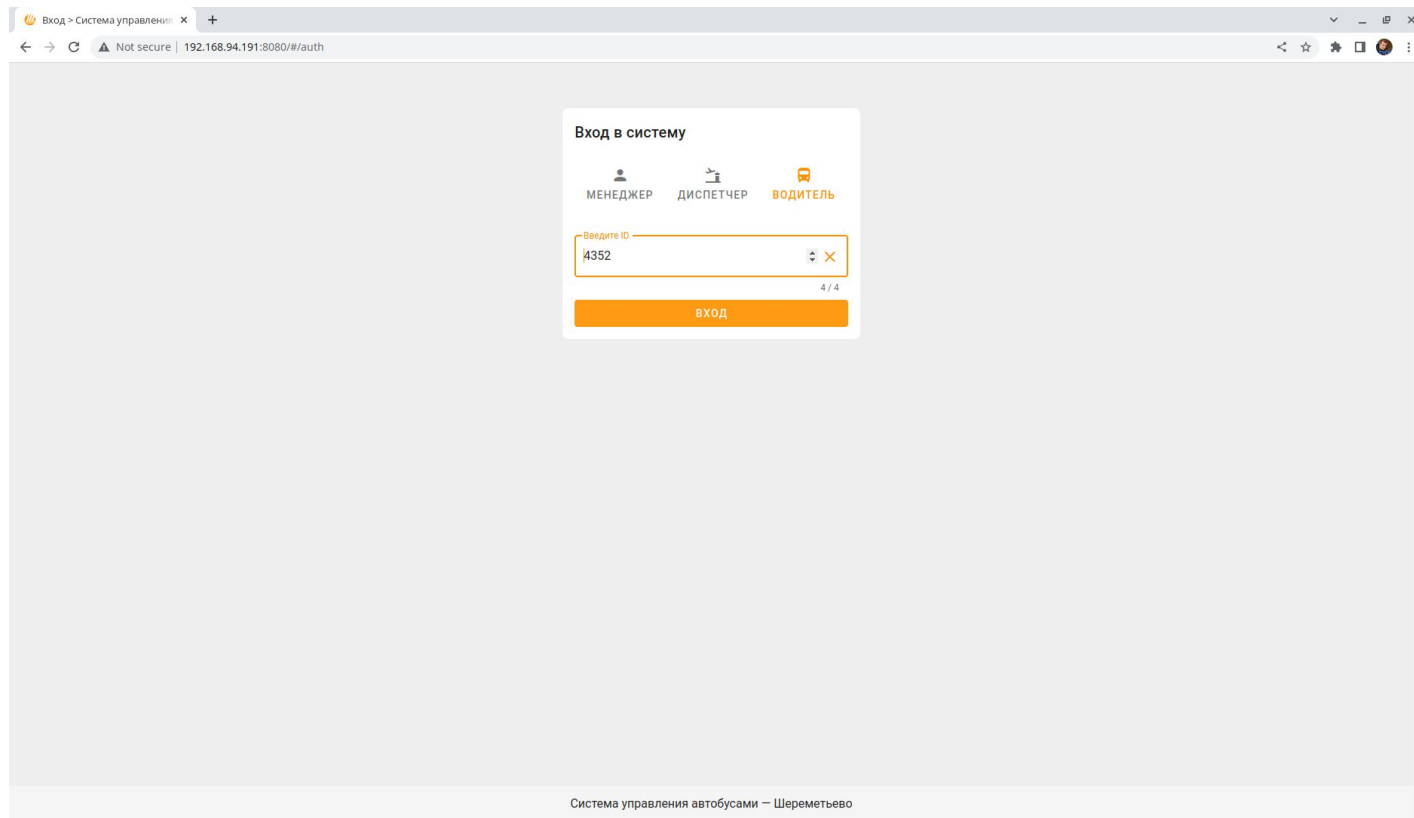 Вход > Система управления
Not secure 192.168.94.191:8080/#/auth
Вход в систему
МЕНЕДЖЕР ДИСПЕТЧЕР ВОДИТЕЛЬ
Введите ID
4352
4 / 4
ВХОД
Система управления автобусами — Шереметьево